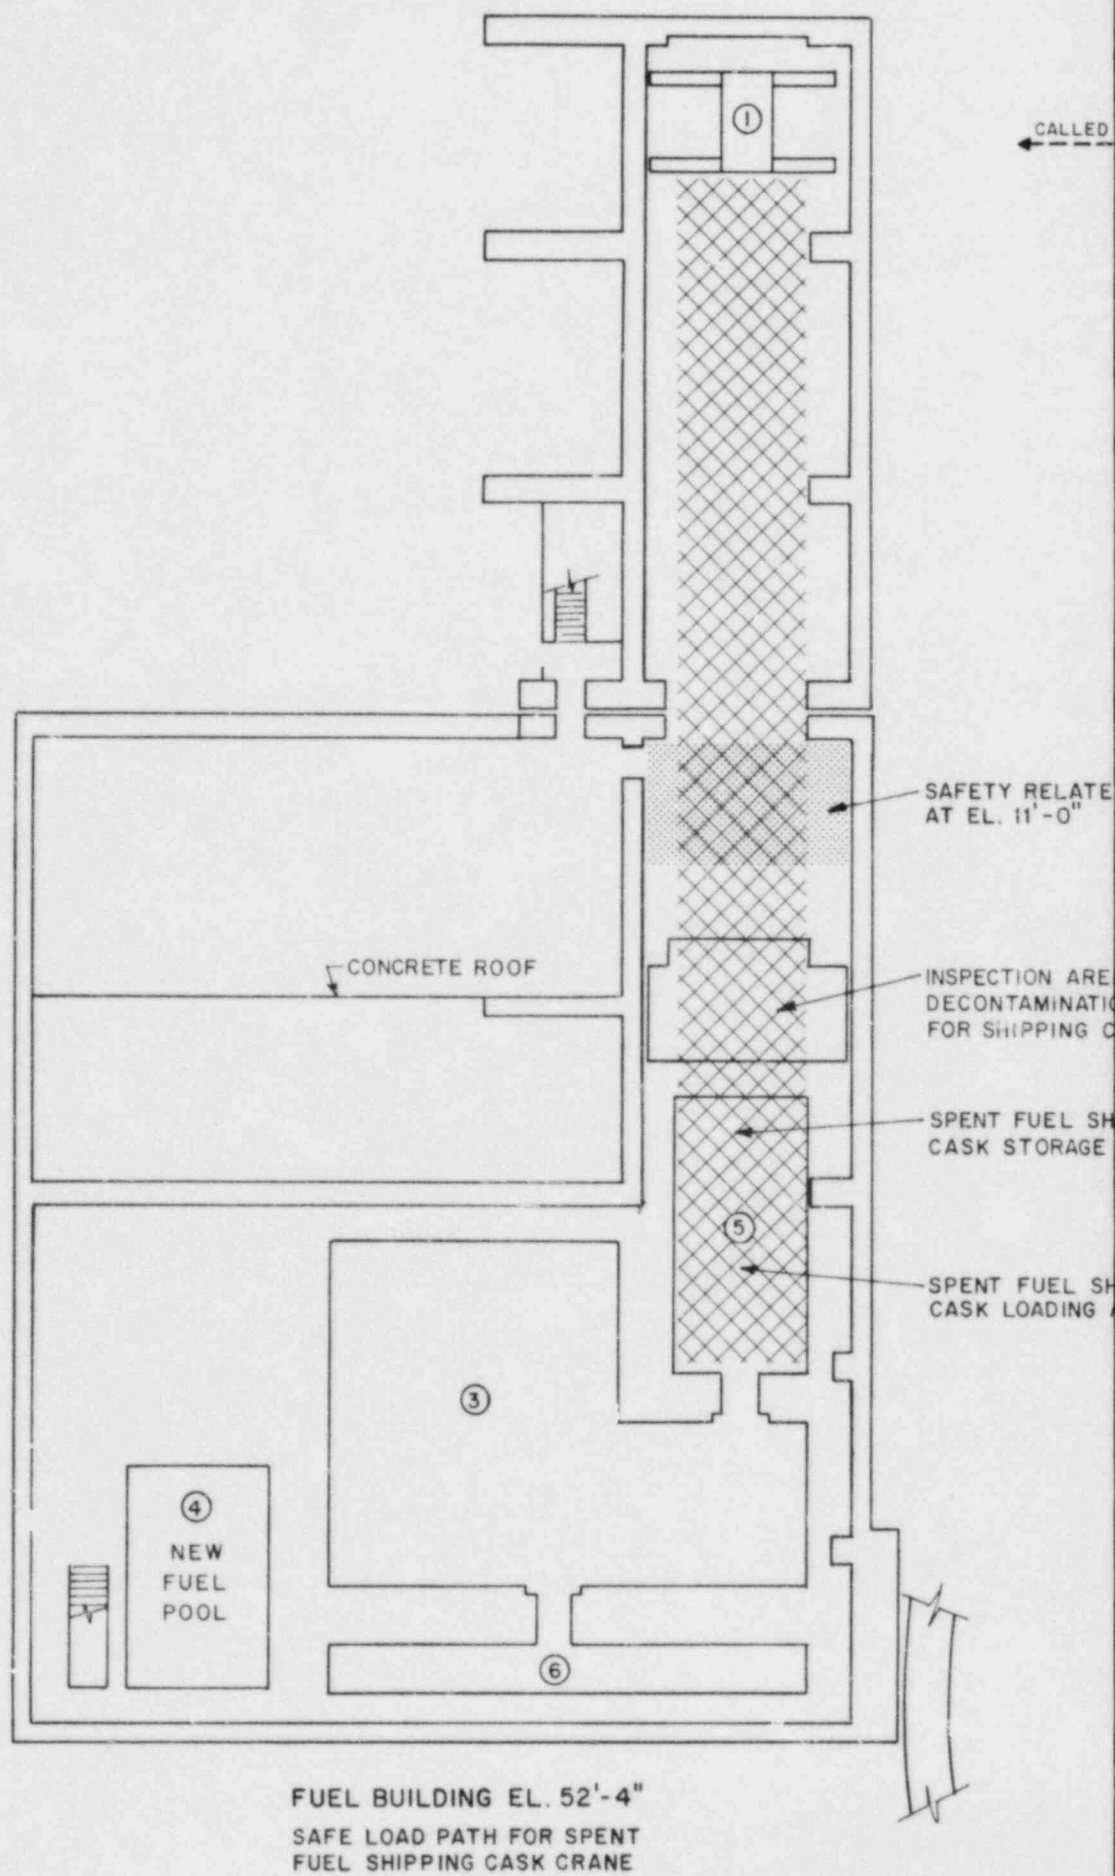 ①
CALLED
SAFETY RELATE
AT EL. 11'-0"
CONCRETE ROOF
INSPECTION ARE
DECONTAMINATIO
FOR SHIPPING C
SPENT FUEL SH
CASK STORAGE
⑤
SPENT FUEL SH
CASK LOADING A
③
④
NEW
FUEL
POOL
⑥
FUEL BUILDING EL. 52'-4"
SAFE LOAD PATH FOR SPENT
FUEL SHIPPING CASK CRANE